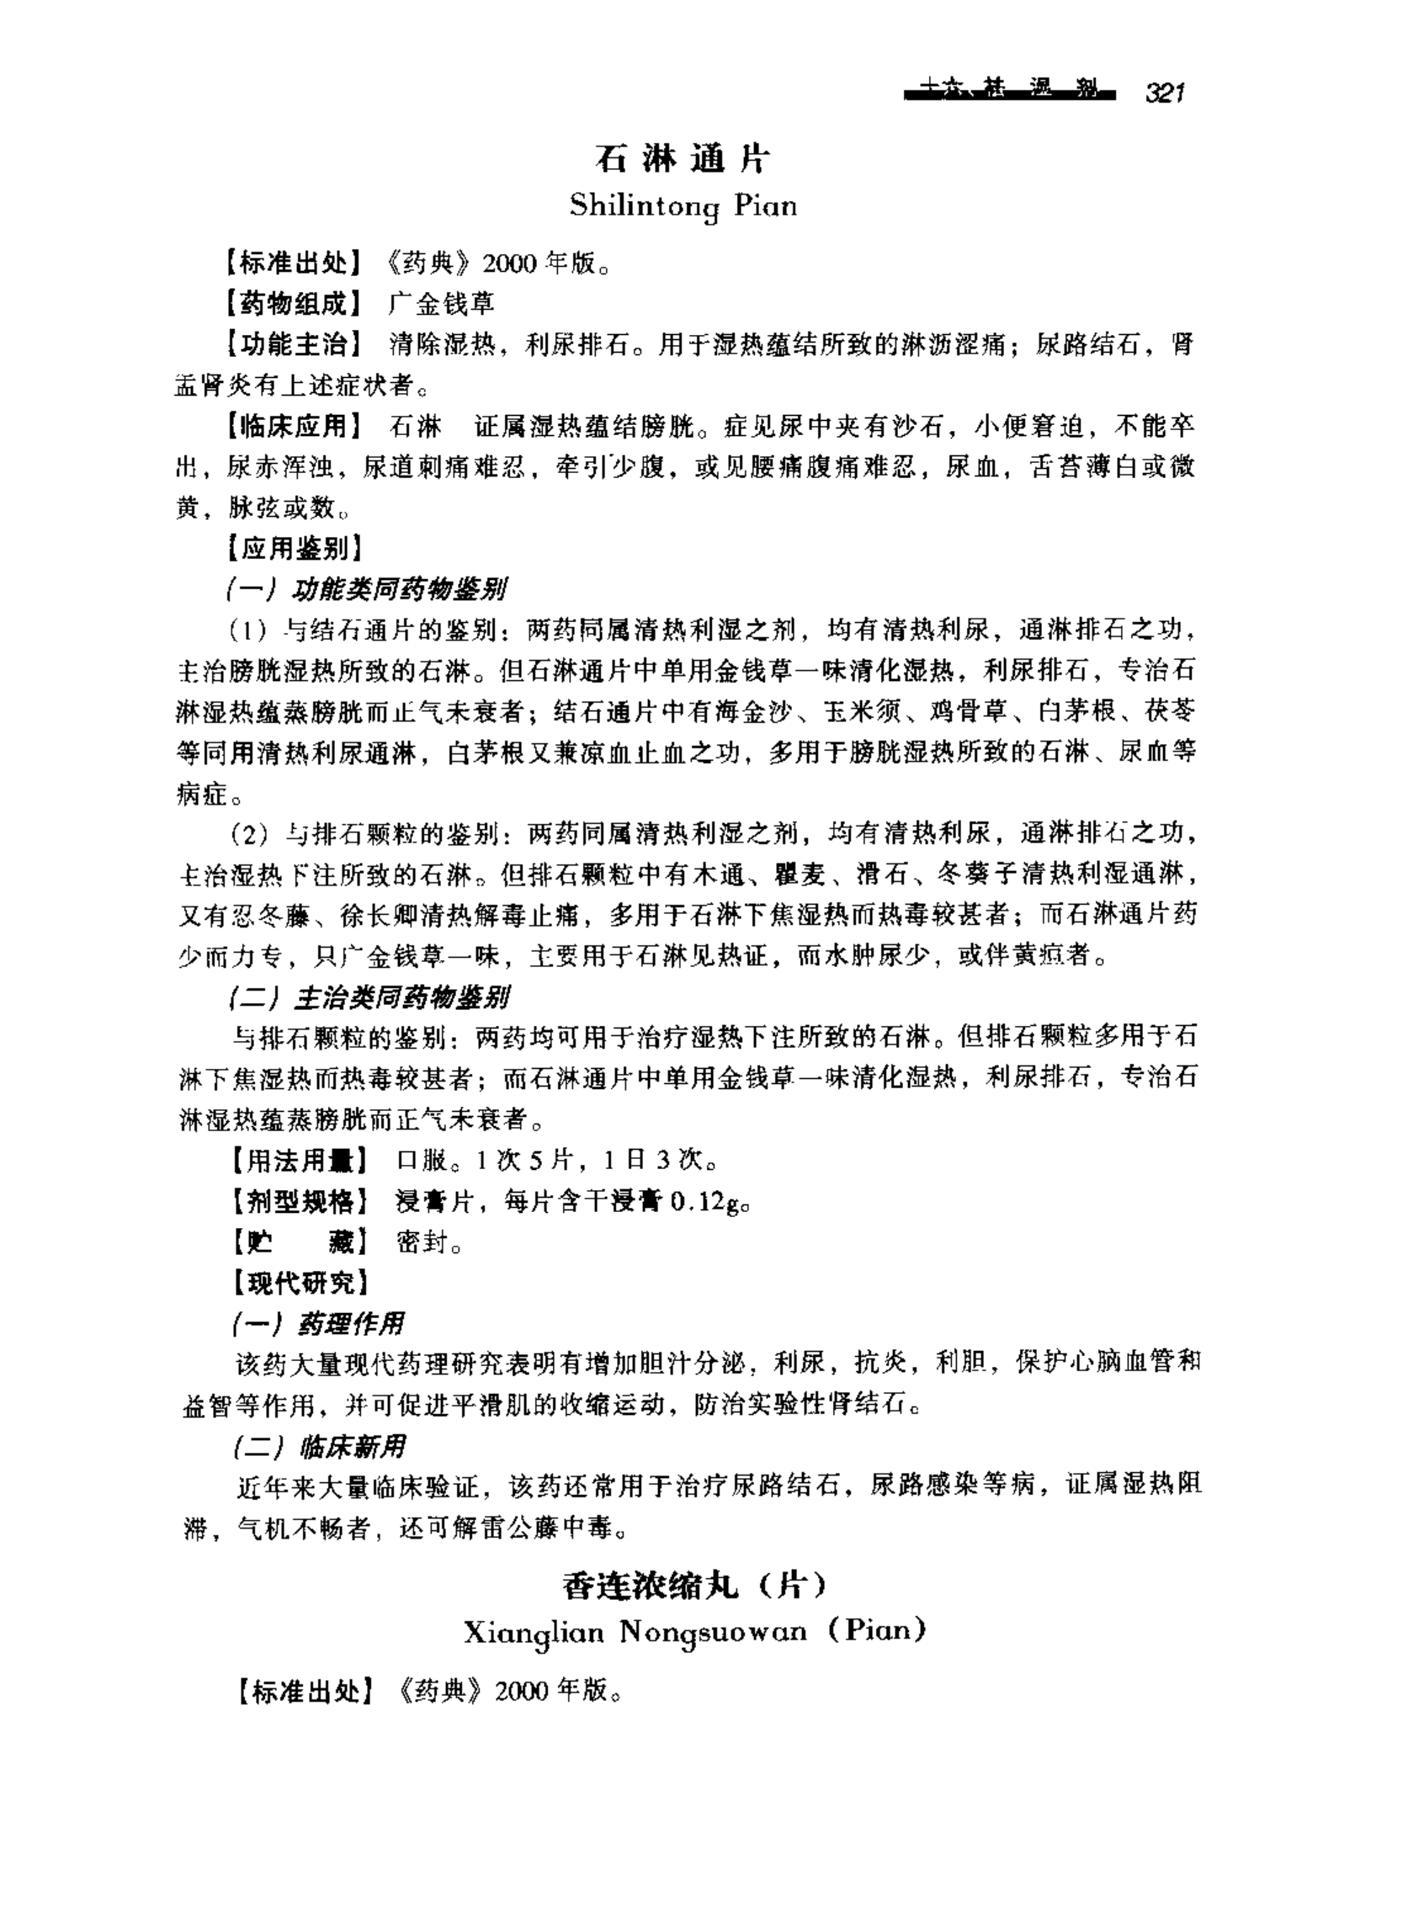 十六、祛湿剂 321
石淋通片
Shilintong Pian
【标准出处】《药典》2000 年版。
【药物组成】 广金钱草
【功能主治】 清除湿热，利尿排石。用于湿热蕴结所致的淋沥涩痛；尿路结石，肾
盂肾炎有上述症状者。
【临床应用】 石淋 证属湿热蕴结膀胱。症见尿中夹有沙石，小便窘迫，不能卒
出，尿赤浑浊，尿道刺痛难忍，牵引少腹，或见腰痛腹痛难忍，尿血，舌苔薄白或微
黄，脉弦或数。
【应用鉴别】
（一）功能类同药物鉴别
（1）与结石通片的鉴别：两药同属清热利湿之剂，均有清热利尿，通淋排石之功，
主治膀胱湿热所致的石淋。但石淋通片中单用金钱草一味清化湿热，利尿排石，专治石
淋湿热蕴蒸膀胱而正气未衰者；结石通片中有海金沙、玉米须、鸡骨草、白茅根、茯苓
等同用清热利尿通淋，白茅根又兼凉血止血之功，多用于膀胱湿热所致的石淋、尿血等
病症。
（2）与排石颗粒的鉴别：两药同属清热利湿之剂，均有清热利尿，通淋排石之功，
主治湿热下注所致的石淋。但排石颗粒中有木通、瞿麦、滑石、冬葵子清热利湿通淋，
又有忍冬藤、徐长卿清热解毒止痛，多用于石淋下焦湿热而热毒较甚者；而石淋通片药
少而力专，只广金钱草一味，主要用于石淋见热证，而水肿尿少，或伴黄疸者。
（二）主治类同药物鉴别
与排石颗粒的鉴别：两药均可用于治疗湿热下注所致的石淋。但排石颗粒多用于石
淋下焦湿热而热毒较甚者；而石淋通片中单用金钱草一味清化湿热，利尿排石，专治石
淋湿热蕴蒸膀胱而正气未衰者。
【用法用量】 口服。1 次 5 片，1 日 3 次。
【剂型规格】 浸膏片，每片含干浸膏 0.12g。
【贮 藏】 密封。
【现代研究】
（一）药理作用
该药大量现代药理研究表明有增加胆汁分泌，利尿，抗炎，利胆，保护心脑血管和
益智等作用，并可促进平滑肌的收缩运动，防治实验性肾结石。
（二）临床新用
近年来大量临床验证，该药还常用于治疗尿路结石，尿路感染等病，证属湿热阻
滞，气机不畅者，还可解雷公藤中毒。
香连浓缩丸（片）
Xianglian Nongsuowan（Pian）
【标准出处】《药典》2000 年版。